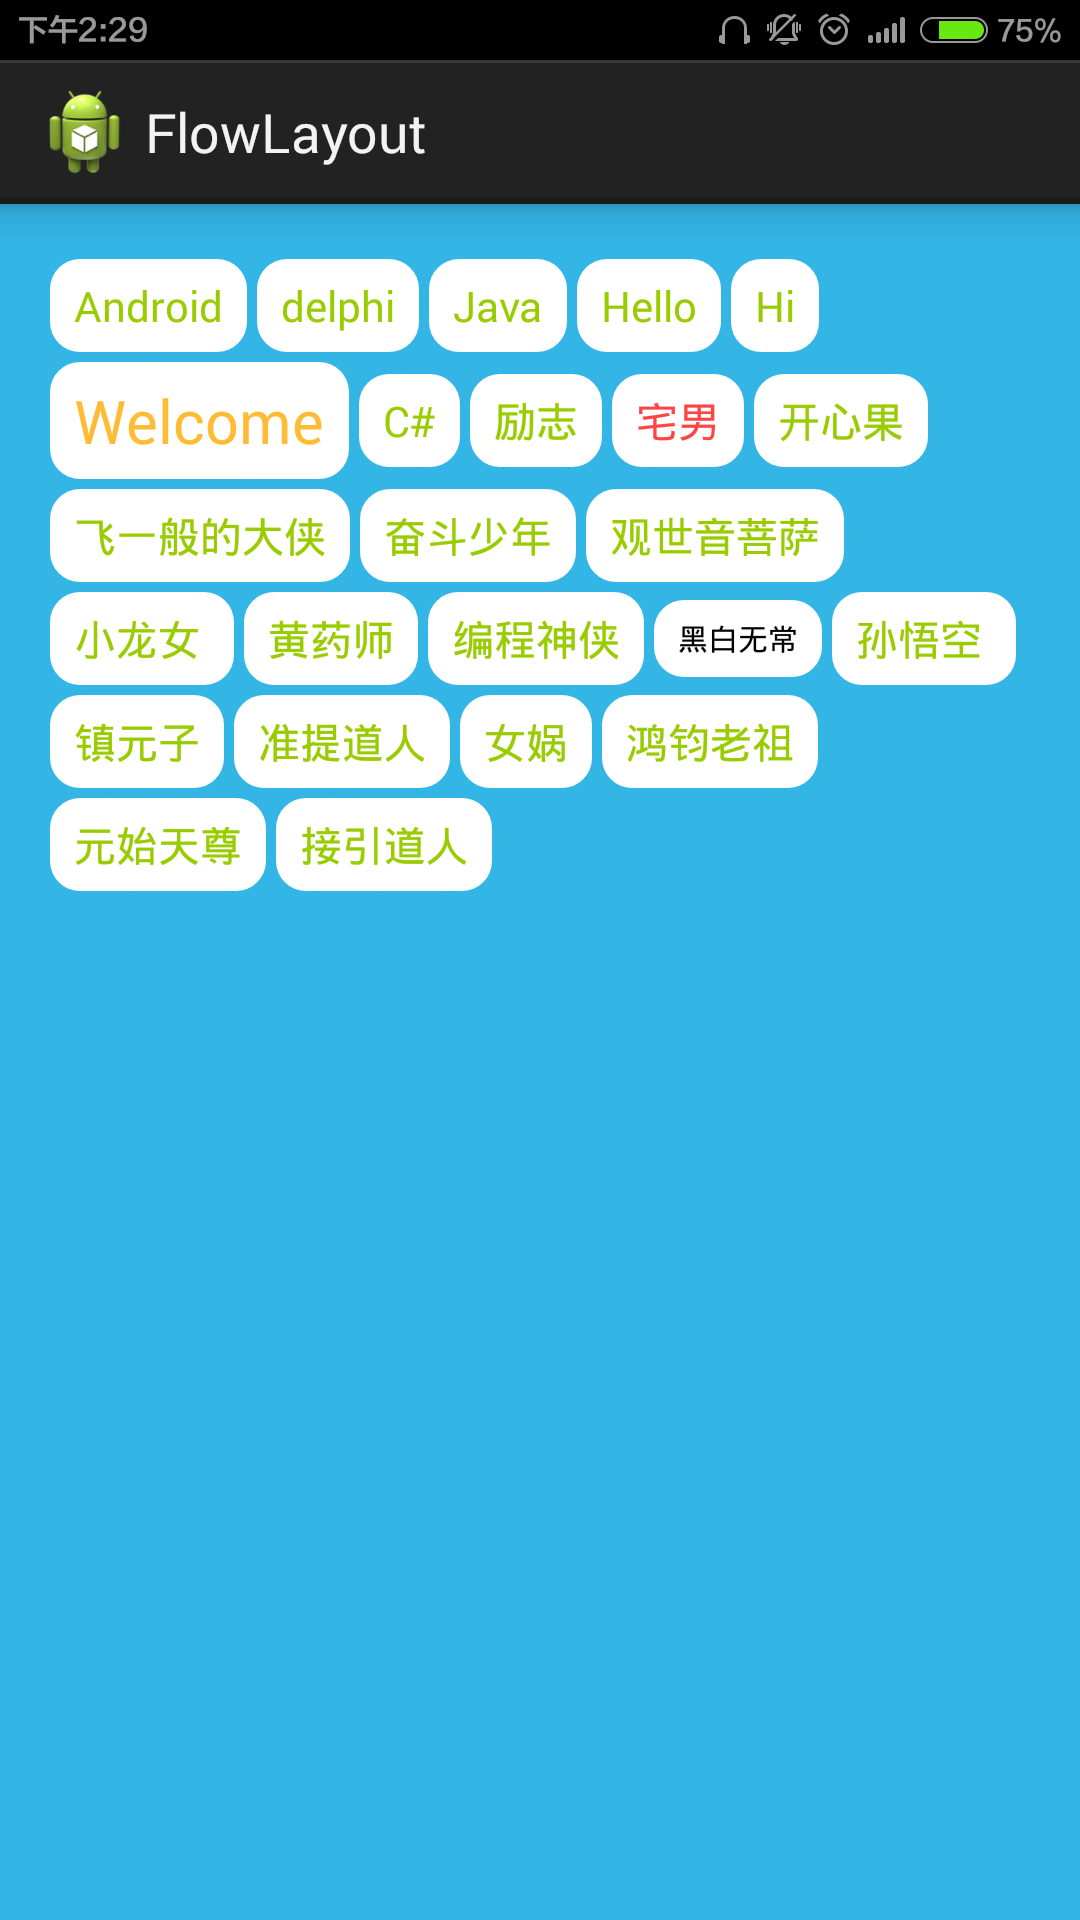 下午2:29 75%
FlowLayout
Android delphi Java Hello Hi
Welcome C# 励志 宅男 开心果
飞一般的大侠 奋斗少年 观世音菩萨
小龙女 黄药师 编程神侠 黑白无常 孙悟空
镇元子 准提道人 女娲 鸿钧老祖
元始天尊 接引道人